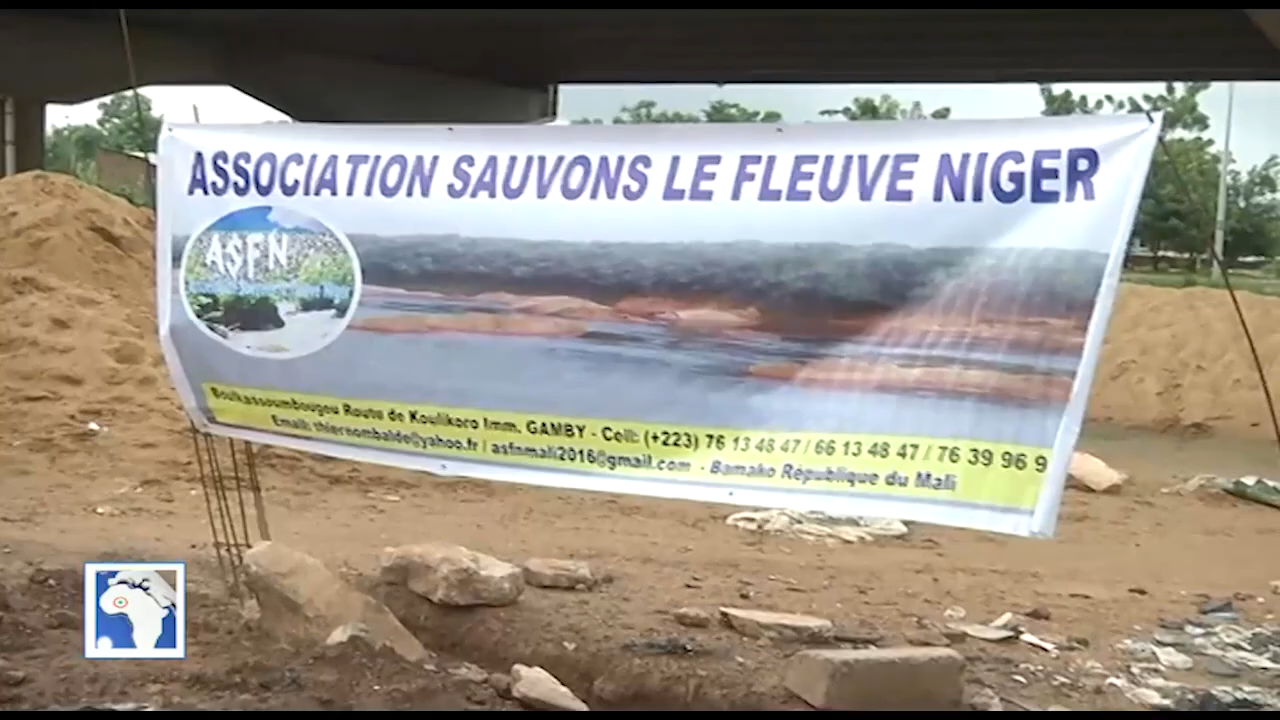 ASSOCIATION SAUVONS LE FLEUVE NIGER
ASFN
Boulkassoumbougou Route de Koulikoro Imm. GAMBY - Cell: (+223) 76 13 48 47 / 66 13 48 47 / 76 39 96 9
Email: thiernombalde@yahoo.fr / asfnmali2016@gmail.com - Bamako République du Mali